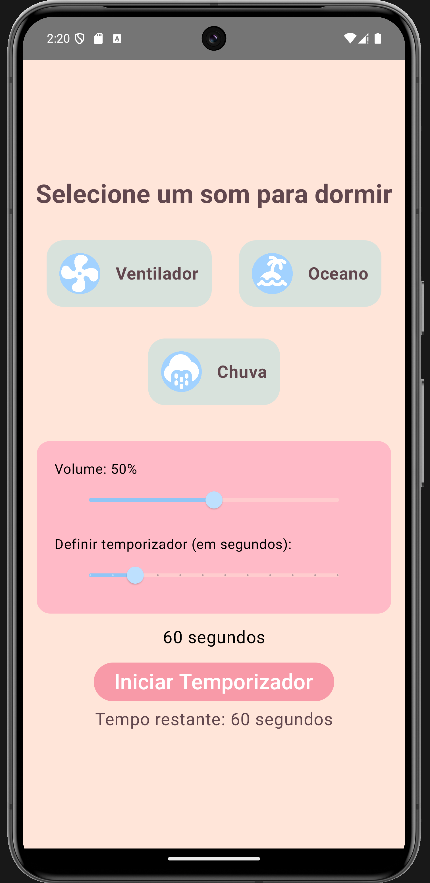 2:20
Selecione um som para dormir
Ventilador
Oceano
Chuva
Volume: 50%
Definir temporizador (em segundos):
60 segundos
Iniciar Temporizador
Tempo restante: 60 segundos